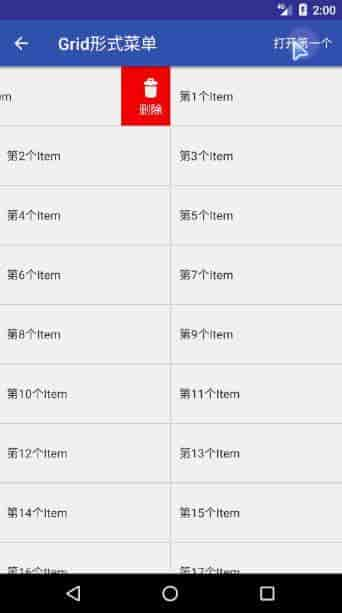 4G 2:00
Grid形式菜单 打开第一个
em 删除 第1个Item
第2个Item 第3个Item
第4个Item 第5个Item
第6个Item 第7个Item
第8个Item 第9个Item
第10个Item 第11个Item
第12个Item 第13个Item
第14个Item 第15个Item
第16个Item 第17个Item